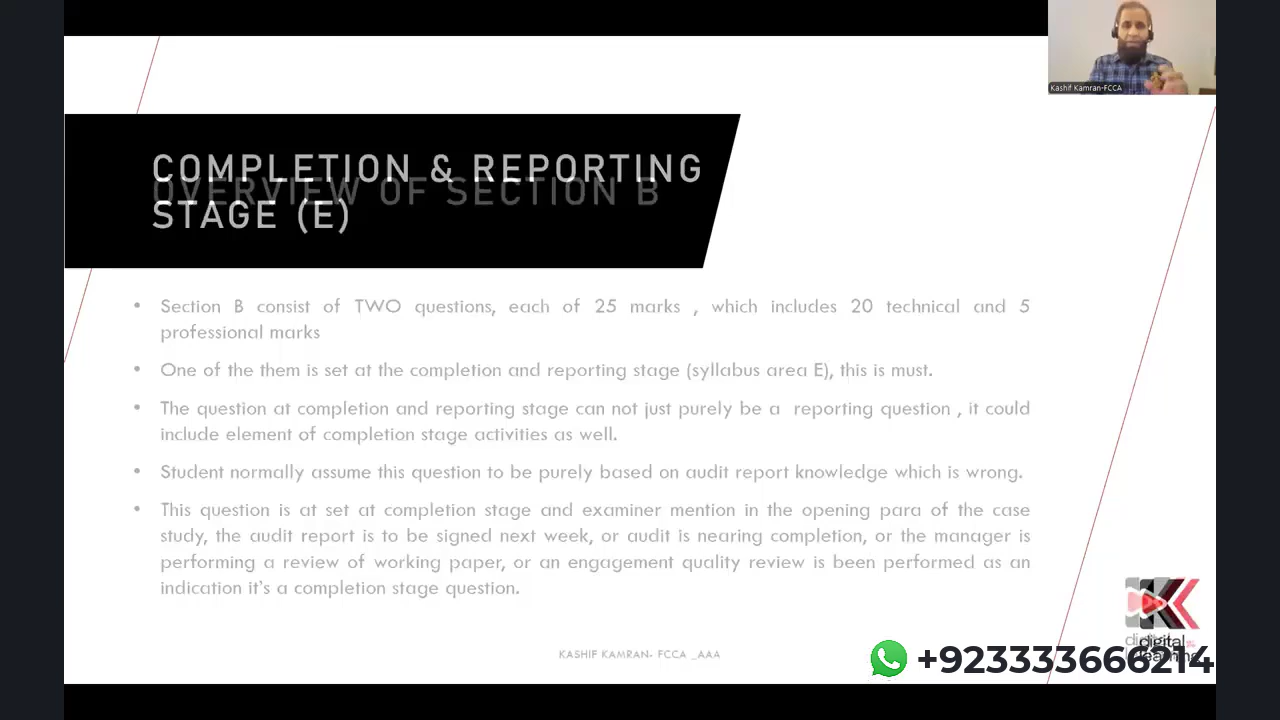 Kashif Kamran-FCCA
COMPLETION & REPORTING
OVERVIEW OF SECTION B
STAGE (E)
• Section B consist of TWO questions, each of 25 marks , which includes 20 technical and 5
professional marks
• One of the them is set at the completion and reporting stage (syllabus area E), this is must.
• The question at completion and reporting stage can not just purely be a reporting question , it could
include element of completion stage activities as well.
• Student normally assume this question to be purely based on audit report knowledge which is wrong.
• This question is at set at completion stage and examiner mention in the opening para of the case
study, the audit report is to be signed next week, or audit is nearing completion, or the manager is
performing a review of working paper, or an engagement quality review is been performed as an
indication it's a completion stage question.
digital
learning
KASHIF KAMRAN- FCCA _AAA
+923333666214